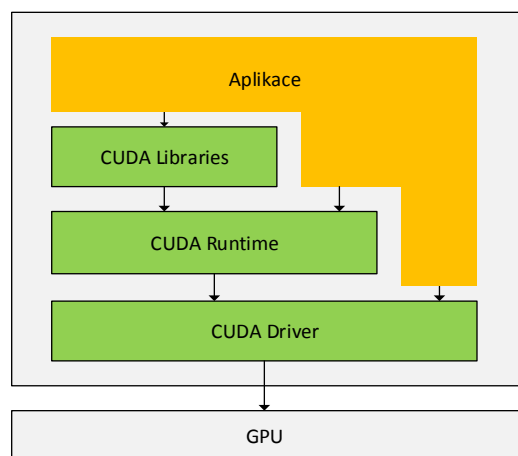 Aplikace
CUDA Libraries
CUDA Runtime
CUDA Driver
GPU